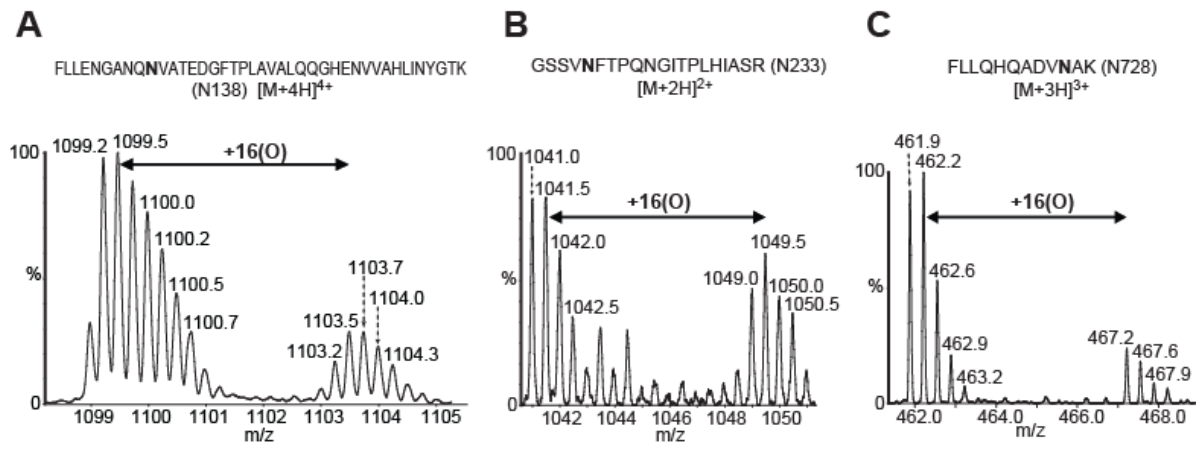 A
FLLENGANQNVATEDGFTPLAVALQQGHENVVAHLINYGTK
(N138) [M+4H]4+
1099.2
1099.5
+16(O)
100
1100.0
1100.2
1100.5
1100.7
1103.7
1104.0
1103.5
1103.2
1104.3
%
0
1099 1100 1101 1102 1103 1104 1105
m/z
B
GSSVNFTPQNGITPLHIASR (N233)
[M+2H]2+
100
1041.0
1041.5
+16(O)
1042.0
1042.5
1049.5
1049.0
1050.0
1050.5
%
0
1042 1044 1046 1048 1050
m/z
C
FLLQHQADVNAK (N728)
[M+3H]3+
461.9
462.2
100
+16(O)
462.6
462.9
463.2
467.2
467.6
467.9
%
0
462.0 464.0 466.0 468.0
m/z